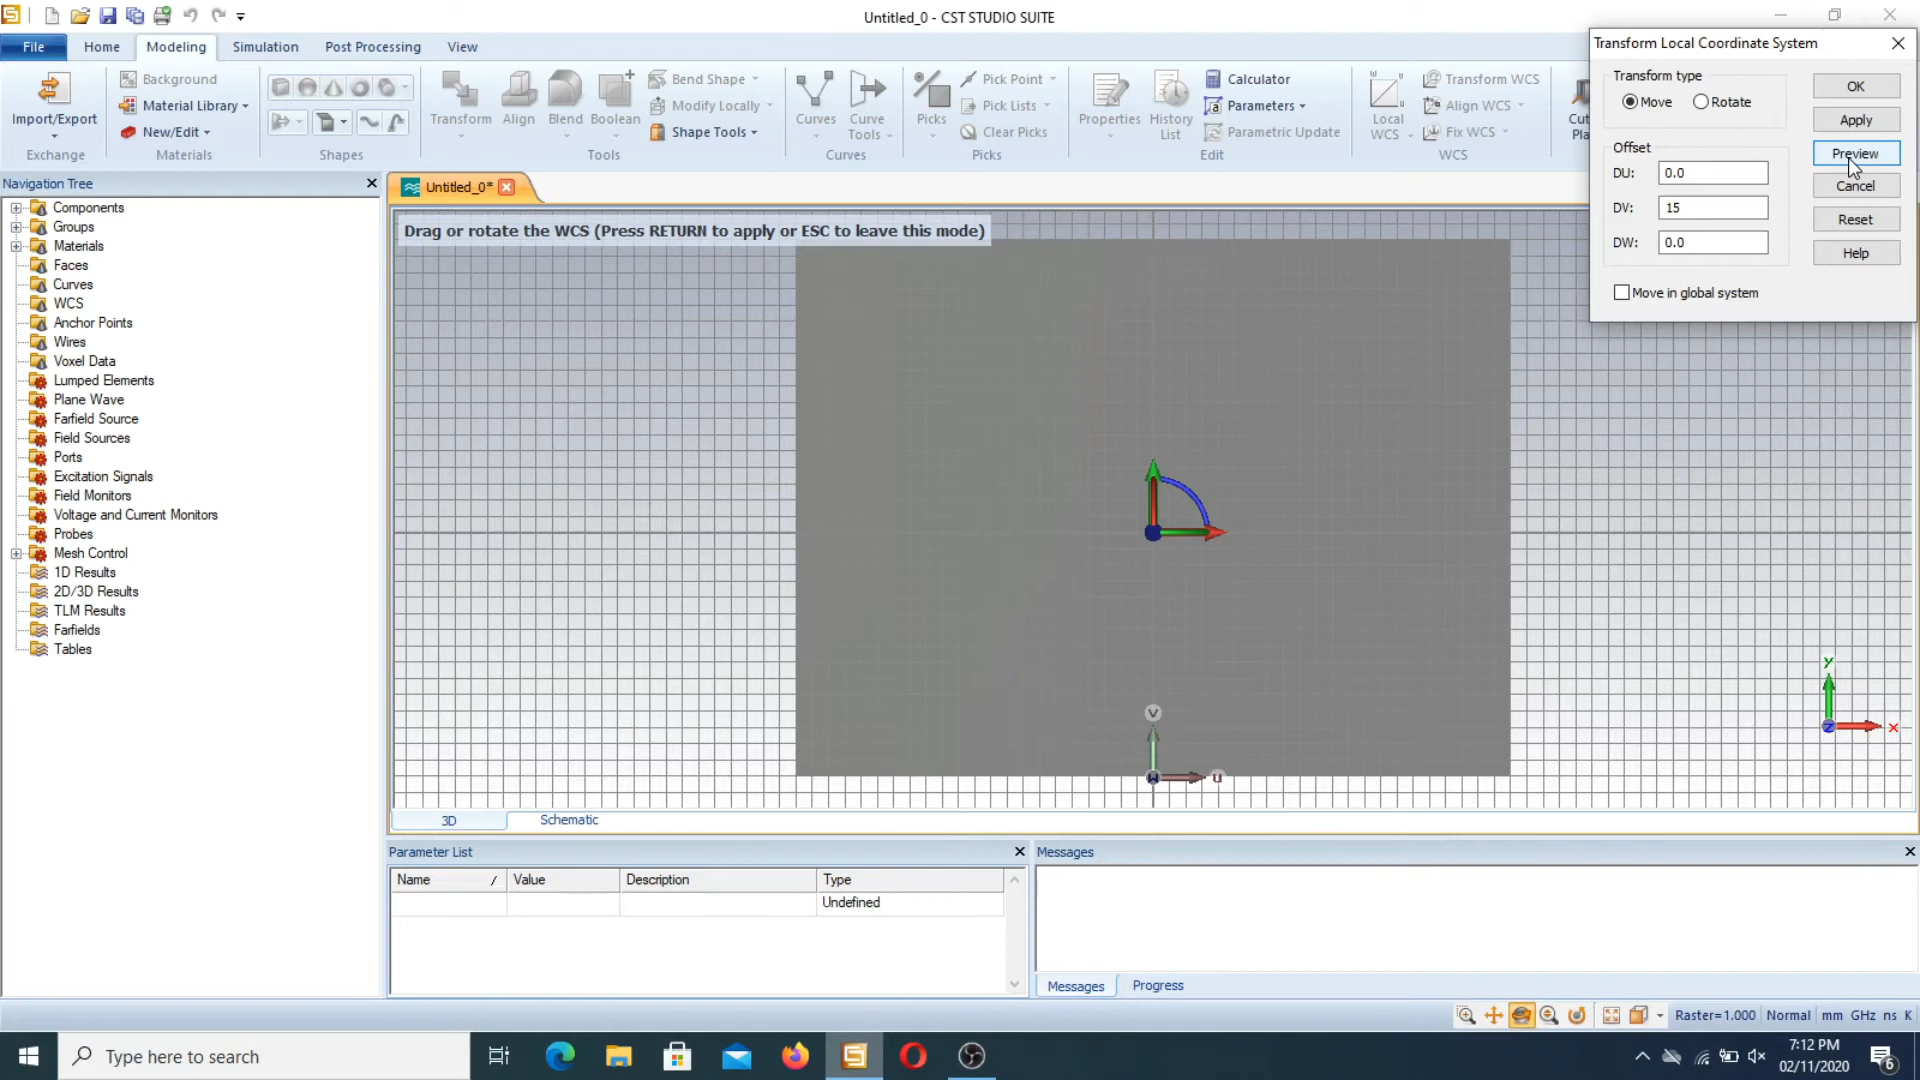 Untitled_0 - CST STUDIO SUITE
File Home Modeling Simulation Post Processing View
Import/Export
Exchange
Background
Material Library
New/Edit
Materials
Shapes
Transform
Align
Blend
Boolean
Bend Shape
Modify Locally
Shape Tools
Tools
Curves
Curve Tools
Curves
Picks
Pick Point
Pick Lists
Clear Picks
Picks
Properties
History List
Calculator
Parameters
Parametric Update
Edit
Local WCS
Transform WCS
Align WCS
Fix WCS
WCS
Transform Local Coordinate System
Transform type
Move Rotate
Offset
DU: 0.0
DV: 15
DW: 0.0
Move in global system
OK
Apply
Preview
Cancel
Reset
Help
Navigation Tree
Components
Groups
Materials
Faces
Curves
WCS
Anchor Points
Wires
Voxel Data
Lumped Elements
Plane Wave
Farfield Source
Field Sources
Ports
Excitation Signals
Field Monitors
Voltage and Current Monitors
Probes
Mesh Control
1D Results
2D/3D Results
TLM Results
Farfields
Tables
Untitled_0*
Drag or rotate the WCS (Press RETURN to apply or ESC to leave this mode)
v
w u
y
z x
3D Schematic
Parameter List
Name / Value Description Type
Undefined
Messages
Messages Progress
Raster=1.000 Normal mm GHz ns K
Type here to search
7:12 PM
02/11/2020
6